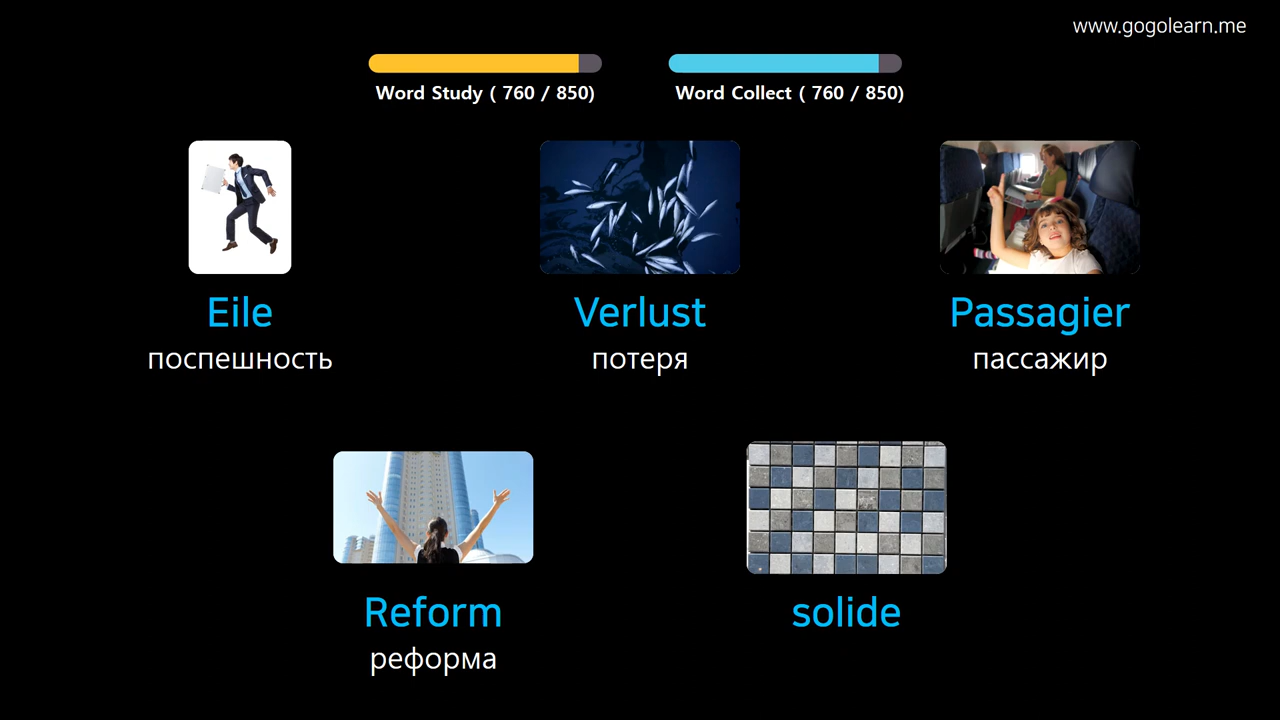 www.gogolearn.me
Word Study ( 760 / 850)
Word Collect ( 760 / 850)
Eile
поспешность
Verlust
потеря
Passagier
пассажир
Reform
реформа
solide